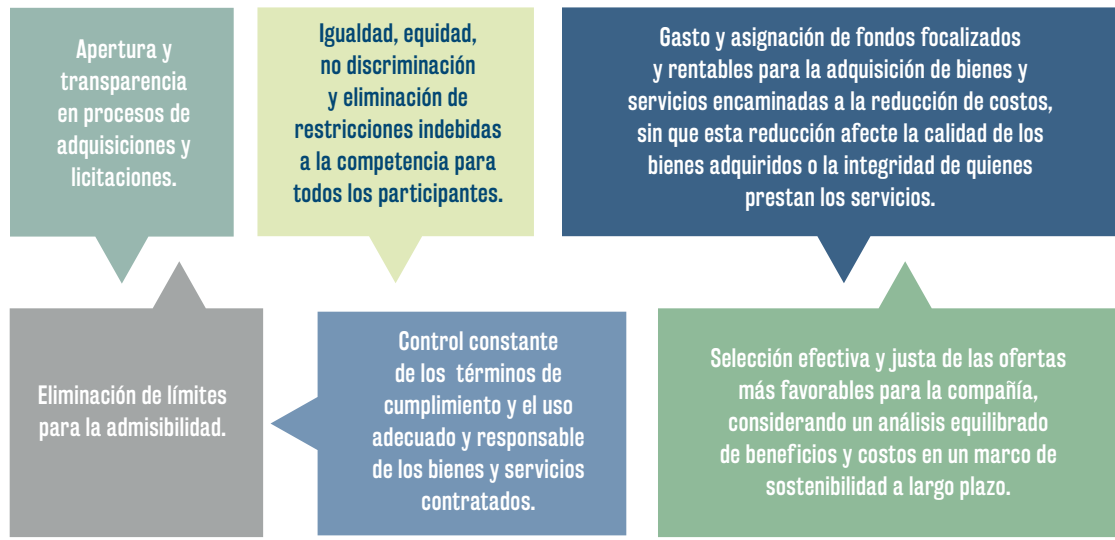 Apertura y
transparencia
en procesos de
adquisiciones y
licitaciones.
Igualdad, equidad,
no discriminación
y eliminación de
restricciones indebidas
a la competencia para
todos los participantes.
Gasto y asignación de fondos focalizados
y rentables para la adquisición de bienes y
servicios encaminadas a la reducción de costos,
sin que esta reducción afecte la calidad de los
bienes adquiridos o la integridad de quienes
prestan los servicios.
Eliminación de límites
para la admisibilidad.
Control constante
de los términos de
cumplimiento y el uso
adecuado y responsable
de los bienes y servicios
contratados.
Selección efectiva y justa de las ofertas
más favorables para la compañía,
considerando un análisis equilibrado
de beneficios y costos en un marco de
sostenibilidad a largo plazo.